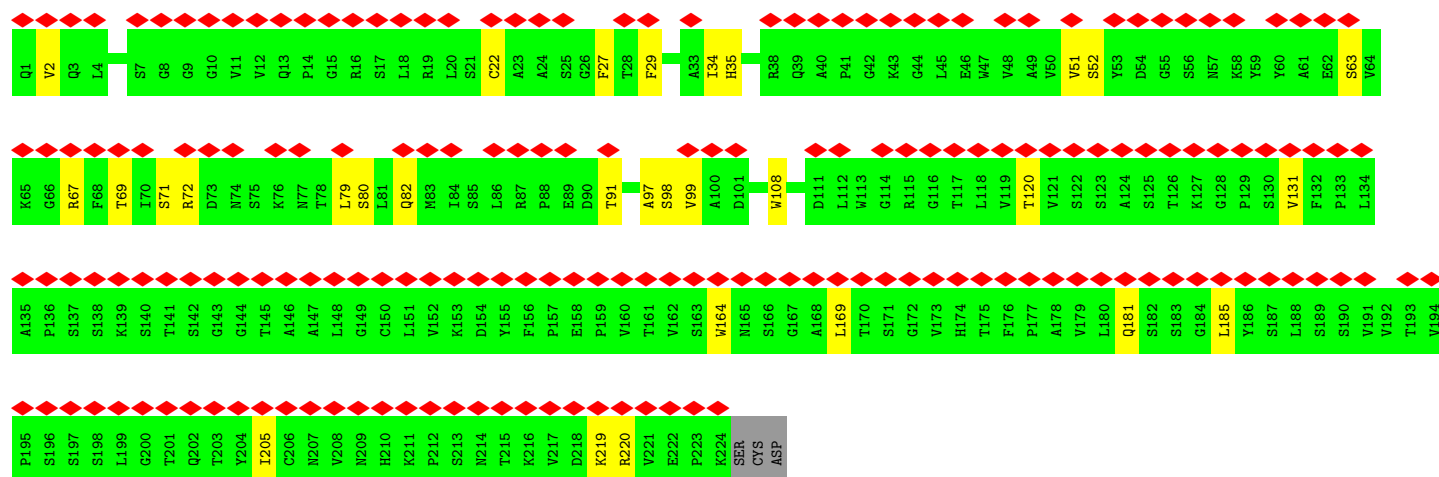 Q1 V2 Q3 L4 S7 G8 G9 G10 V11 V12 Q13 P14 G15 R16 S17 L18 R19 L20 S21 C22 A23 A24 S25 G26 F27 T28 F29 A33 I34 H35 R38 Q39 A40 P41 G42 K43 G44 L45 E46 W47 V48 A49 V50 V51 S52 Y53 D54 G55 S56 N57 K58 Y59 Y60 A61 E62 S63 V64
K65 G66 R67 F68 T69 I70 S71 R72 D73 N74 S75 K76 N77 T78 L79 S80 L81 Q82 M83 I84 S85 L86 R87 P88 E89 D90 T91 A97 S98 V99 A100 D101 W108 D111 L112 W113 G114 R115 G116 T117 L118 V119 T120 V121 S122 S123 A124 S125 T126 K127 G128 P129 S130 V131 F132 P133 L134
A135 P136 S137 S138 K139 S140 T141 S142 G143 G144 T145 A146 A147 L148 G149 C150 L151 V152 K153 D154 Y155 F156 P157 E158 P159 V160 T161 V162 S163 W164 N165 S166 G167 A168 L169 T170 S171 G172 V173 H174 T175 F176 P177 A178 V179 L180 Q181 S182 S183 G184 L185 Y186 S187 L188 S189 S190 V191 V192 T193 V194
P195 S196 S197 S198 L199 G200 T201 Q202 T203 Y204 I205 C206 N207 V208 N209 H210 K211 P212 S213 N214 T215 K216 V217 D218 K219 R220 V221 E222 P223 K224 SER CYS ASP